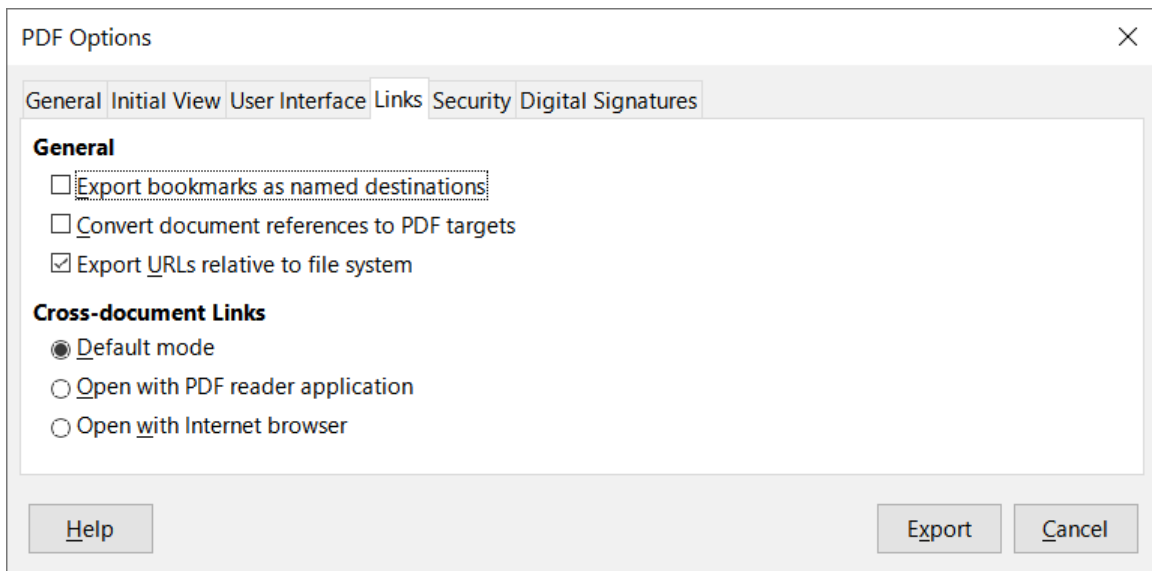 PDF Options
General Initial View User Interface Links Security Digital Signatures
General
Export bookmarks as named destinations
Convert document references to PDF targets
Export URLs relative to file system
Cross-document Links
Default mode
Open with PDF reader application
Open with Internet browser
Help Export Cancel